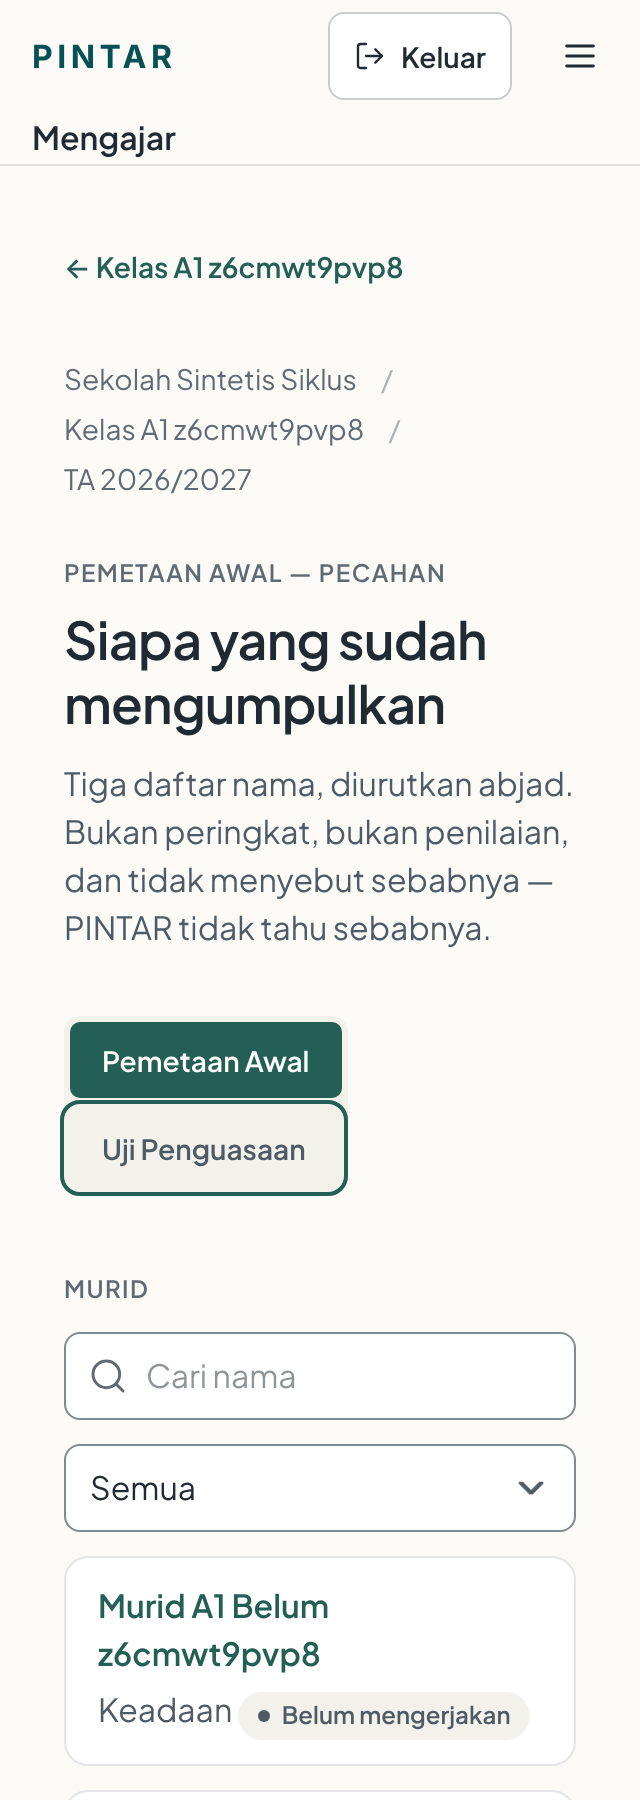 PINTAR
Keluar
Mengajar
← Kelas A1 z6cmwt9pvp8
Sekolah Sintetis Siklus /
Kelas A1 z6cmwt9pvp8 /
TA 2026/2027
PEMETAAN AWAL — PECAHAN
Siapa yang sudah
mengumpulkan
Tiga daftar nama, diurutkan abjad.
Bukan peringkat, bukan penilaian,
dan tidak menyebut sebabnya —
PINTAR tidak tahu sebabnya.
Pemetaan Awal
Uji Penguasaan
MURID
Cari nama
Semua
Murid A1 Belum
z6cmwt9pvp8
Keadaan Belum mengerjakan